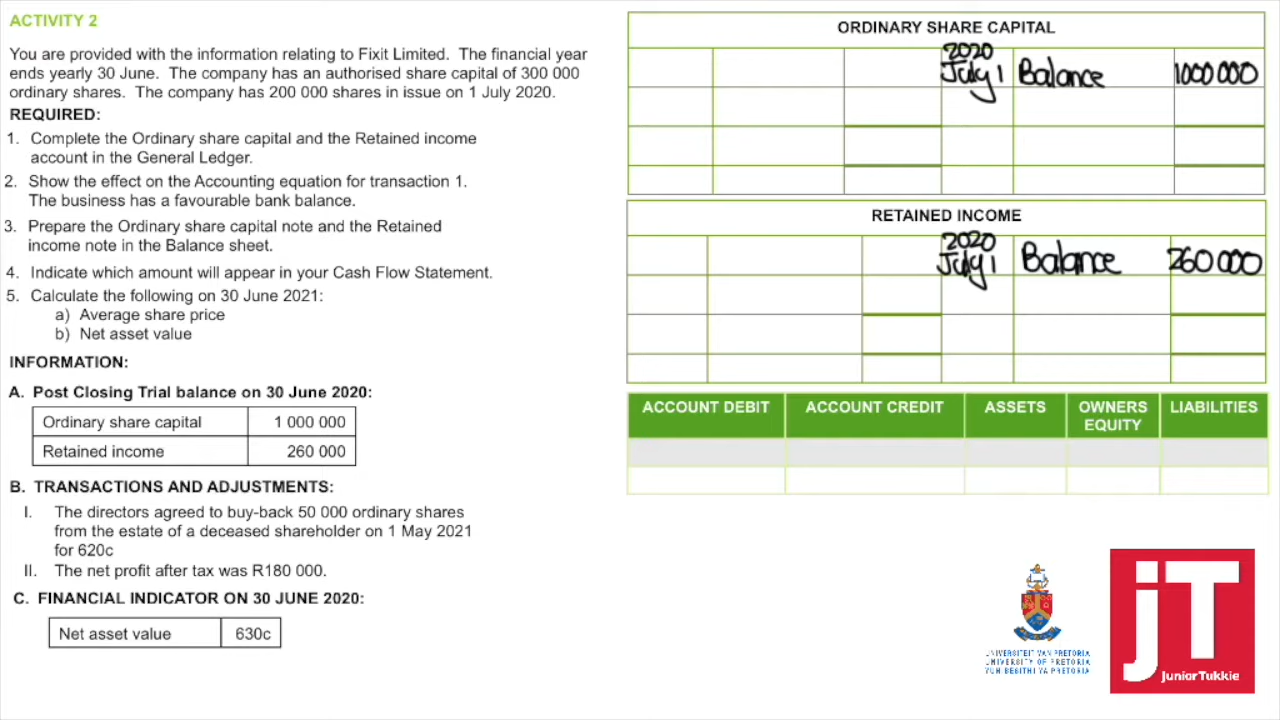 ACTIVITY 2
You are provided with the information relating to Fixit Limited. The financial year
ends yearly 30 June. The company has an authorised share capital of 300 000
ordinary shares. The company has 200 000 shares in issue on 1 July 2020.
REQUIRED:
1. Complete the Ordinary share capital and the Retained income
account in the General Ledger.
2. Show the effect on the Accounting equation for transaction 1.
The business has a favourable bank balance.
3. Prepare the Ordinary share capital note and the Retained
income note in the Balance sheet.
4. Indicate which amount will appear in your Cash Flow Statement.
5. Calculate the following on 30 June 2021:
a) Average share price
b) Net asset value
INFORMATION:
A. Post Closing Trial balance on 30 June 2020:
Ordinary share capital 1 000 000
Retained income 260 000
B. TRANSACTIONS AND ADJUSTMENTS:
I. The directors agreed to buy-back 50 000 ordinary shares
from the estate of a deceased shareholder on 1 May 2021
for 620c
II. The net profit after tax was R180 000.
C. FINANCIAL INDICATOR ON 30 JUNE 2020:
Net asset value 630c
ORDINARY SHARE CAPITAL
2020
July 1 Balance 1000 000
RETAINED INCOME
2020
July 1 Balance 260 000
ACCOUNT DEBIT ACCOUNT CREDIT ASSETS OWNERS EQUITY LIABILITIES
UNIVERSITEIT VAN PRETORIA
UNIVERSITY OF PRETORIA
YUNIBESITHI YA PRETORIA
jT
JuniorTukkie